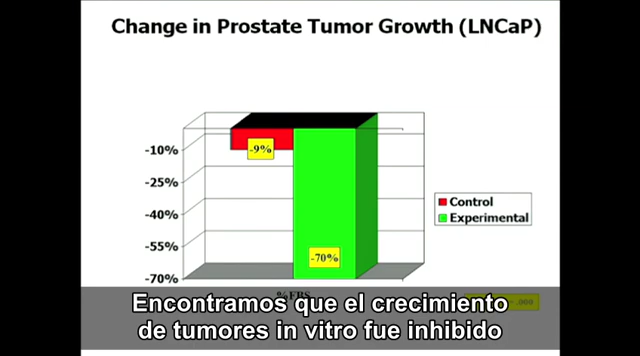 Change in Prostate Tumor Growth (LNCaP)
-10%
-25%
-40%
-55%
-70%
-9%
-70%
Control
Experimental
% FBS
Encontramos que el crecimiento
de tumores in vitro fue inhibido